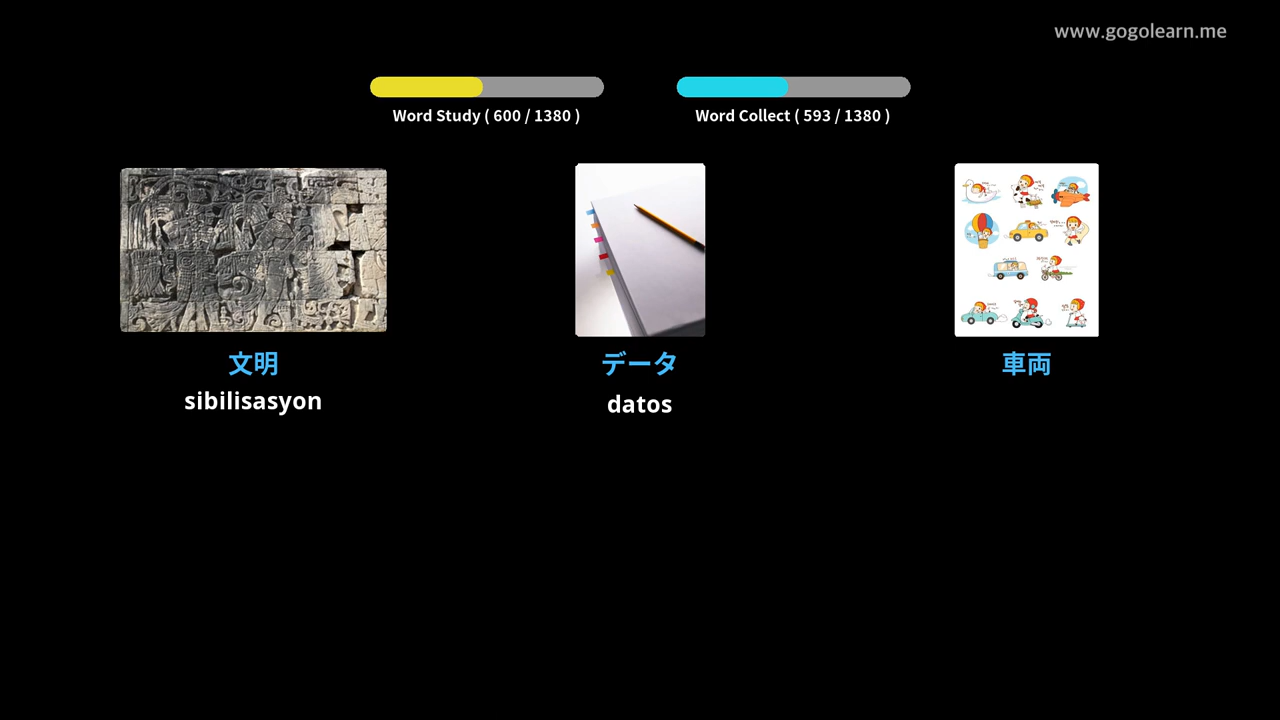 www.gogolearn.me
Word Study ( 600 / 1380 )
Word Collect ( 593 / 1380 )
文明
データ
車両
sibilisasyon
datos